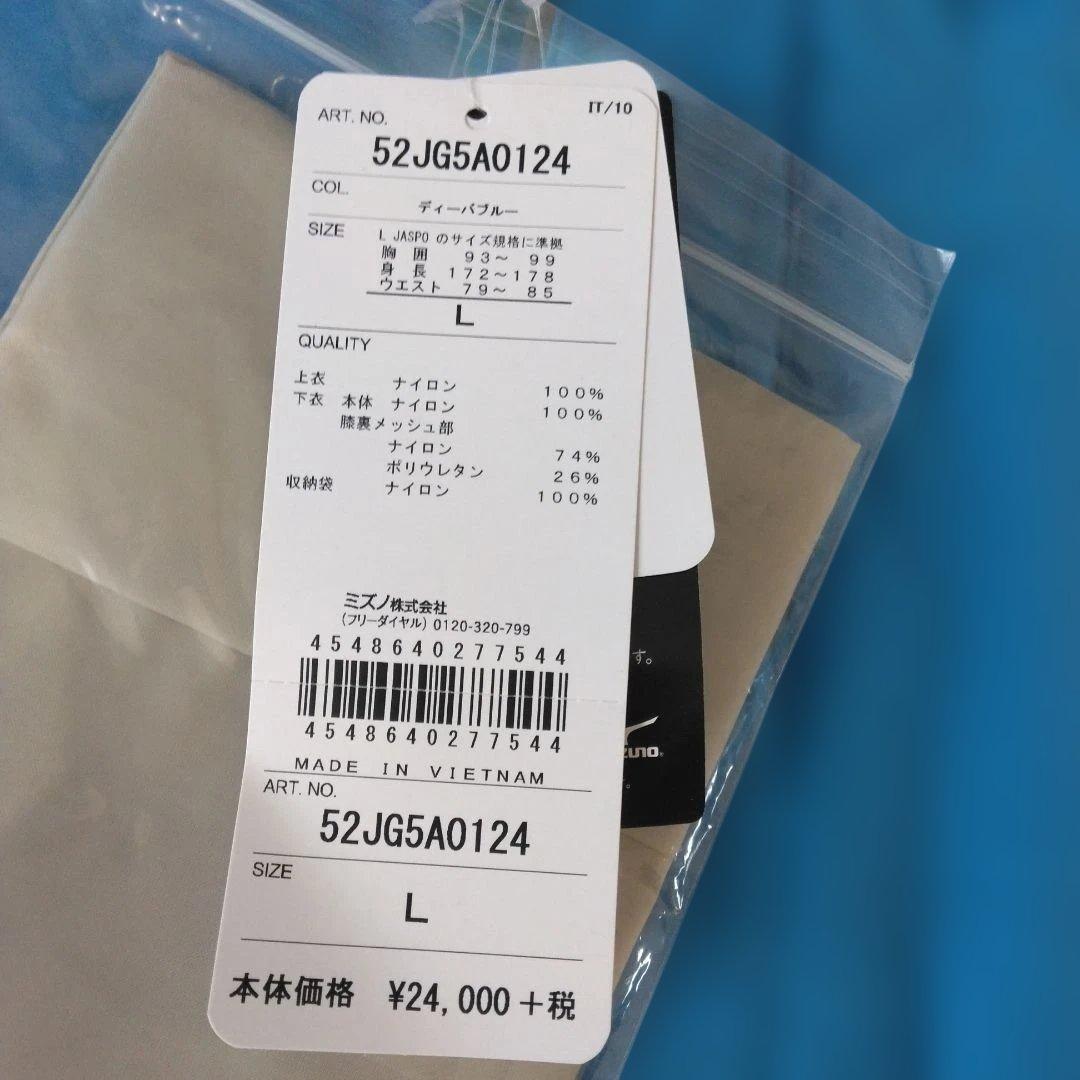 IT/10
ART. NO.
52JG5A0124
COL.
ディーバブルー
SIZE
L JASPO のサイズ規格に準拠
胸 囲 93～ 99
身 長 172～178
ウエスト 79～ 85
L
QUALITY
上衣 ナイロン 100%
下衣 本体 ナイロン 100%
膝裏メッシュ部
ナイロン 74%
ポリウレタン 26%
収納袋 ナイロン 100%
ミズノ株式会社
(フリーダイヤル) 0120-320-799
4548640277544
4548640277544
MADE IN VIETNAM
ART. NO.
52JG5A0124
SIZE
L
本体価格 ¥24,000＋税
す。